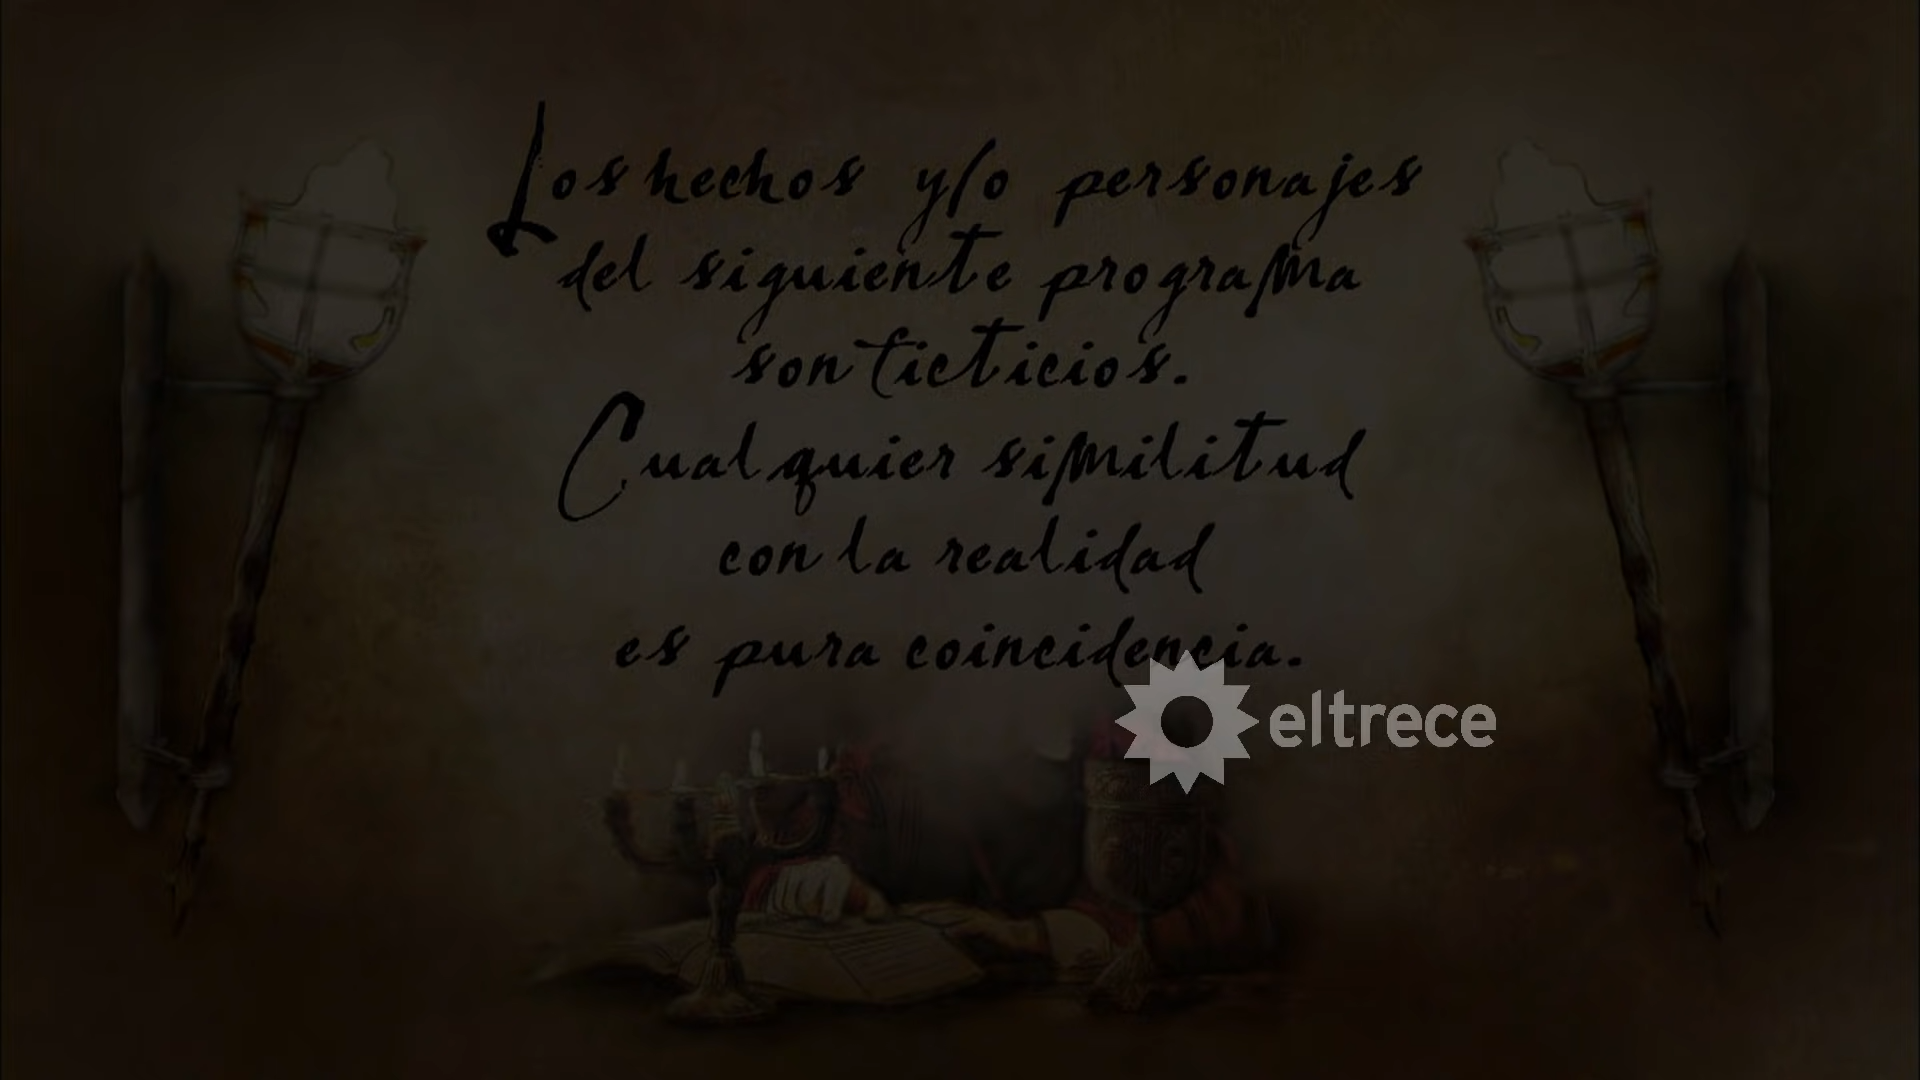 Los hechos y/o personajes
del siguiente programa
son ficticios.
Cualquier similitud
con la realidad
es pura coincidencia.
eltrece